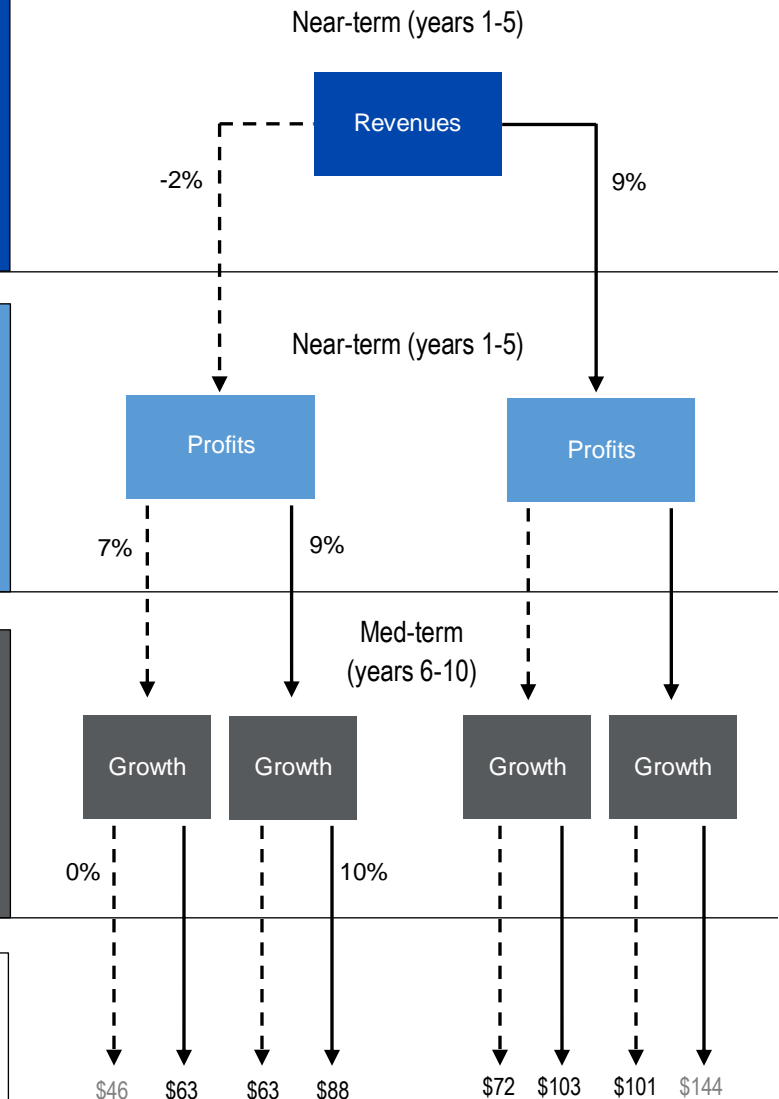 Near-term (years 1-5)
Revenues
-2%
9%
Near-term (years 1-5)
Profits
Profits
7%
9%
Med-term
(years 6-10)
Growth
Growth
Growth
Growth
0%
10%
$46 $63 $63 $88 $72 $103 $101 $144